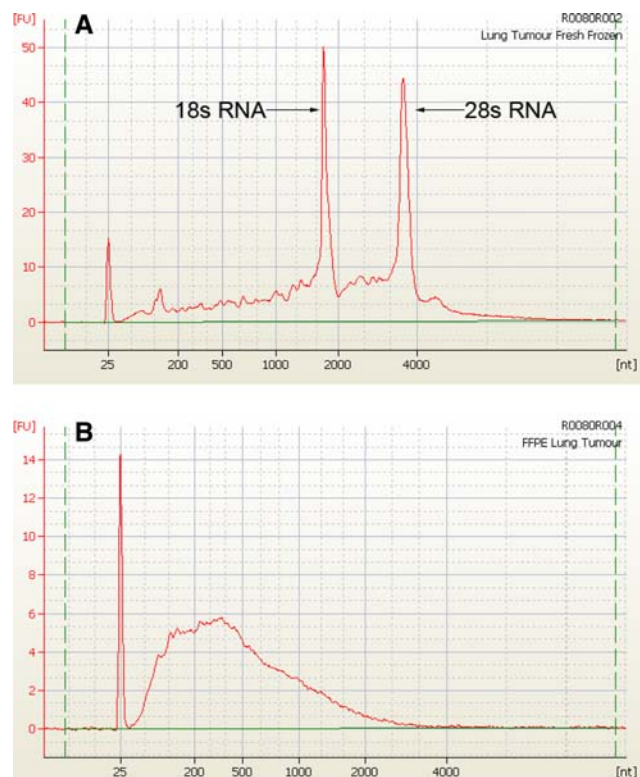 [FU] A R0080R002
Lung Tumour Fresh Frozen
50
18s RNA 28s RNA
40
30
20
10
0
25 200 500 1000 2000 4000 [nt]
[FU] B R0080R004
FFPE Lung Tumour
14
12
10
8
6
4
2
0
25 200 500 1000 2000 4000 [nt]